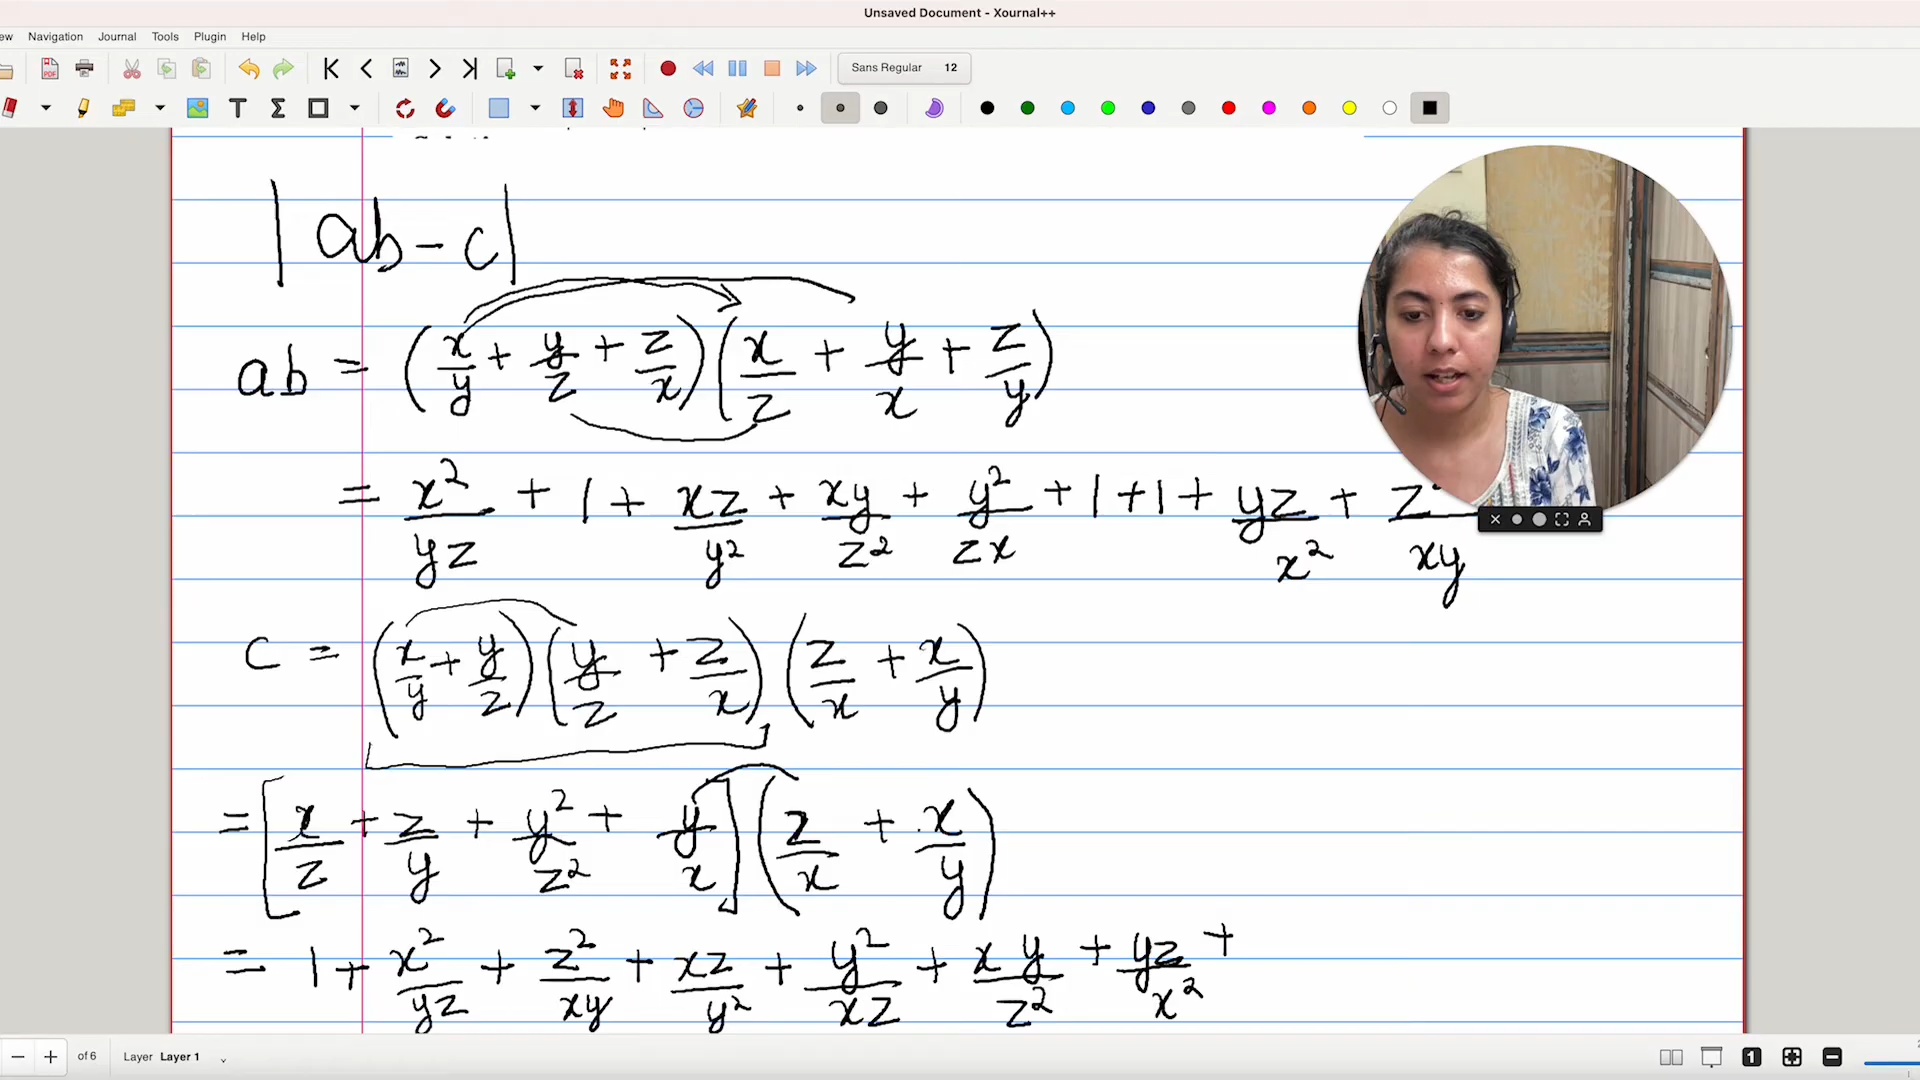 Unsaved Document - Xournal++
ew Navigation Journal Tools Plugin Help
Sans Regular 12
|ab - c|
ab = (x/y + y/z + z/x)(x/z + y/x + z/y)
= x²/yz + 1 + xz/y² + xy/z² + y²/zx + 1 + 1 + yz/x² + z²/xy
c = (x/y + y/z)(y/z + z/x)(z/x + x/y)
= [x/z + z/y + y²/z² + y/x](z/x + x/y)
= 1 + x²/yz + z²/xy + xz/y² + y²/xz + xy/z² + yz/x² +
of 6 Layer Layer 1